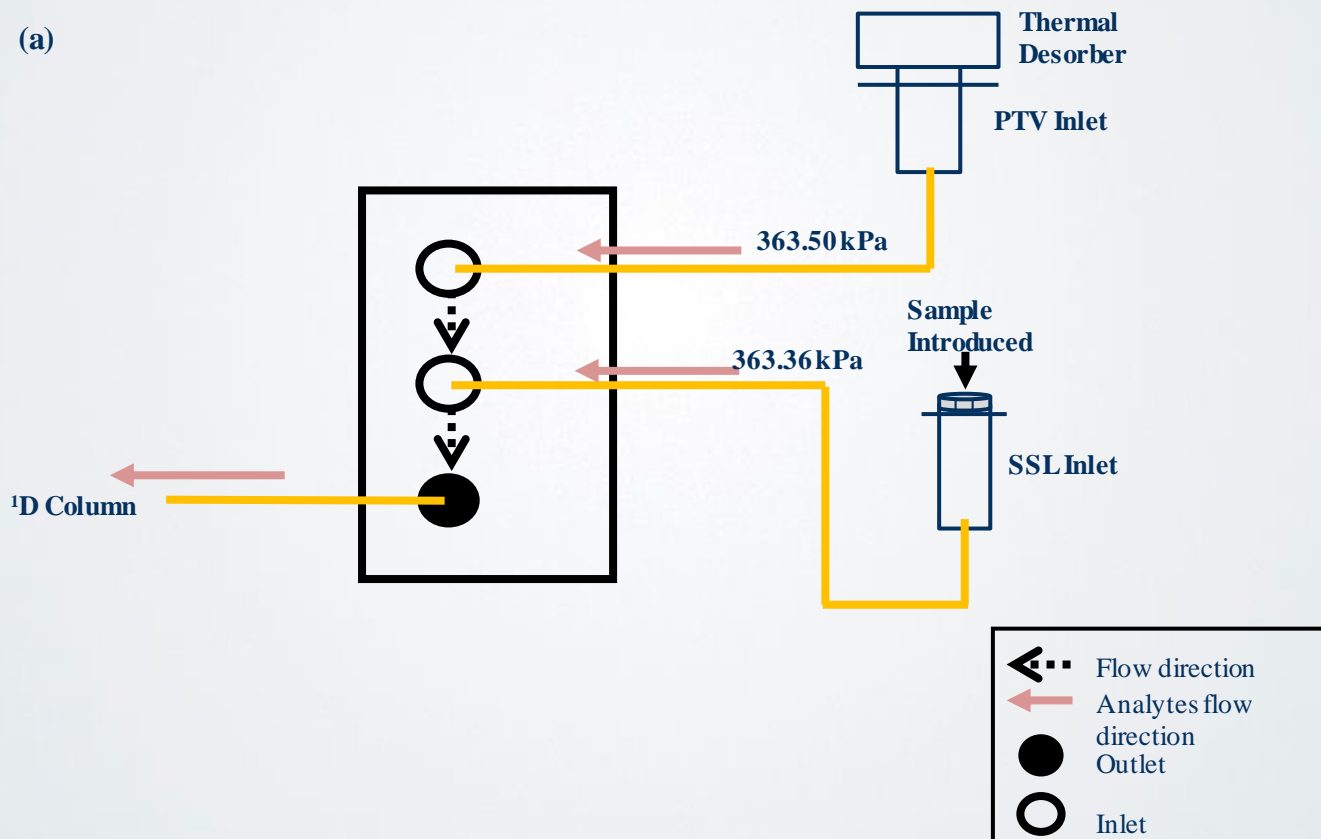 (a)
Thermal
Desorber
PTV Inlet
363.50 kPa
Sample
Introduced
363.36 kPa
SSL Inlet
¹D Column
Flow direction
Analytes flow
direction
Outlet
Inlet